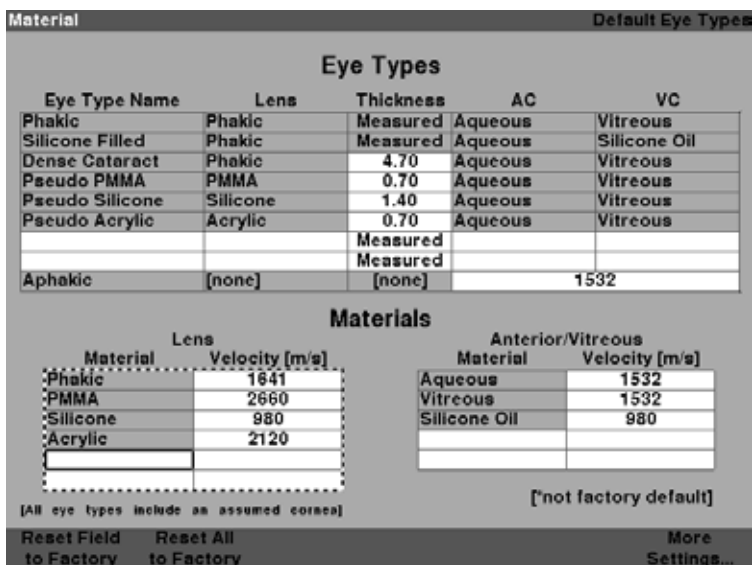 Material Default Eye Types
Eye Types
Eye Type Name Lens Thickness AC VC
Phakic Phakic Measured Aqueous Vitreous
Silicone Filled Phakic Measured Aqueous Silicone Oil
Dense Cataract Phakic 4.70 Aqueous Vitreous
Pseudo PMMA PMMA 0.70 Aqueous Vitreous
Pseudo Silicone Silicone 1.40 Aqueous Vitreous
Pseudo Acrylic Acrylic 0.70 Aqueous Vitreous
Measured
Measured
Aphakic [none] [none] 1532
Materials
Lens Anterior/Vitreous
Material Velocity [m/s] Material Velocity [m/s]
Phakic 1641 Aqueous 1532
PMMA 2660 Vitreous 1532
Silicone 980 Silicone Oil 980
Acrylic 2120
[*not factory default]
[All eye types include an assumed cornea]
Reset Field Reset All More
to Factory to Factory Settings...